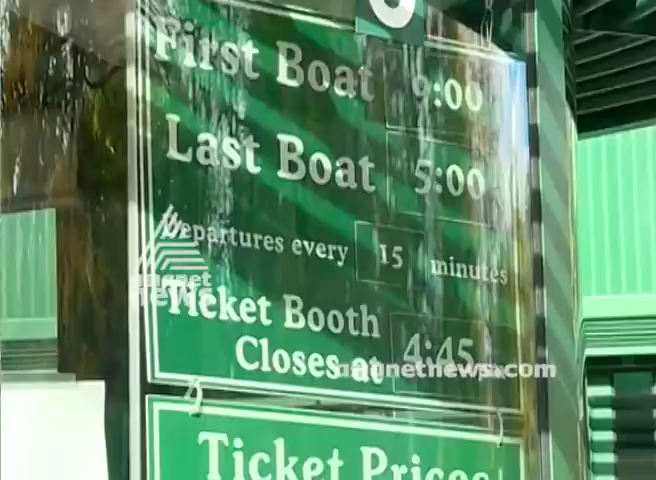 First Boat 9:00
Last Boat 5:00
Departures every 15 minutes
Ticket Booth
Closes at 4:45
asianetnews.com
Ticket Prices